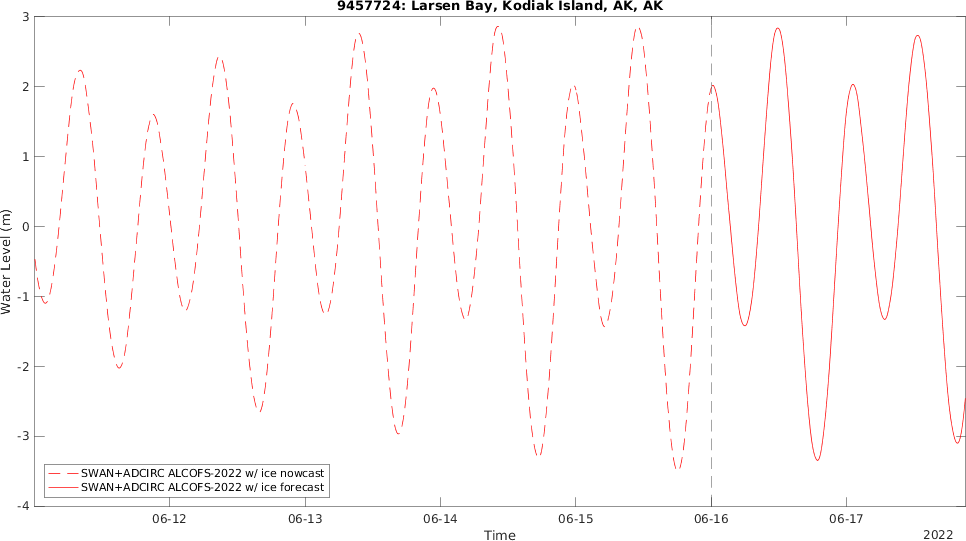 9457724: Larsen Bay, Kodiak Island, AK, AK
3
2
1
0
-1
-2
-3
-4
Water Level (m)
SWAN+ADCIRC ALCOFS-2022 w/ ice nowcast
SWAN+ADCIRC ALCOFS-2022 w/ ice forecast
06-12 06-13 06-14 06-15 06-16 06-17
Time
2022